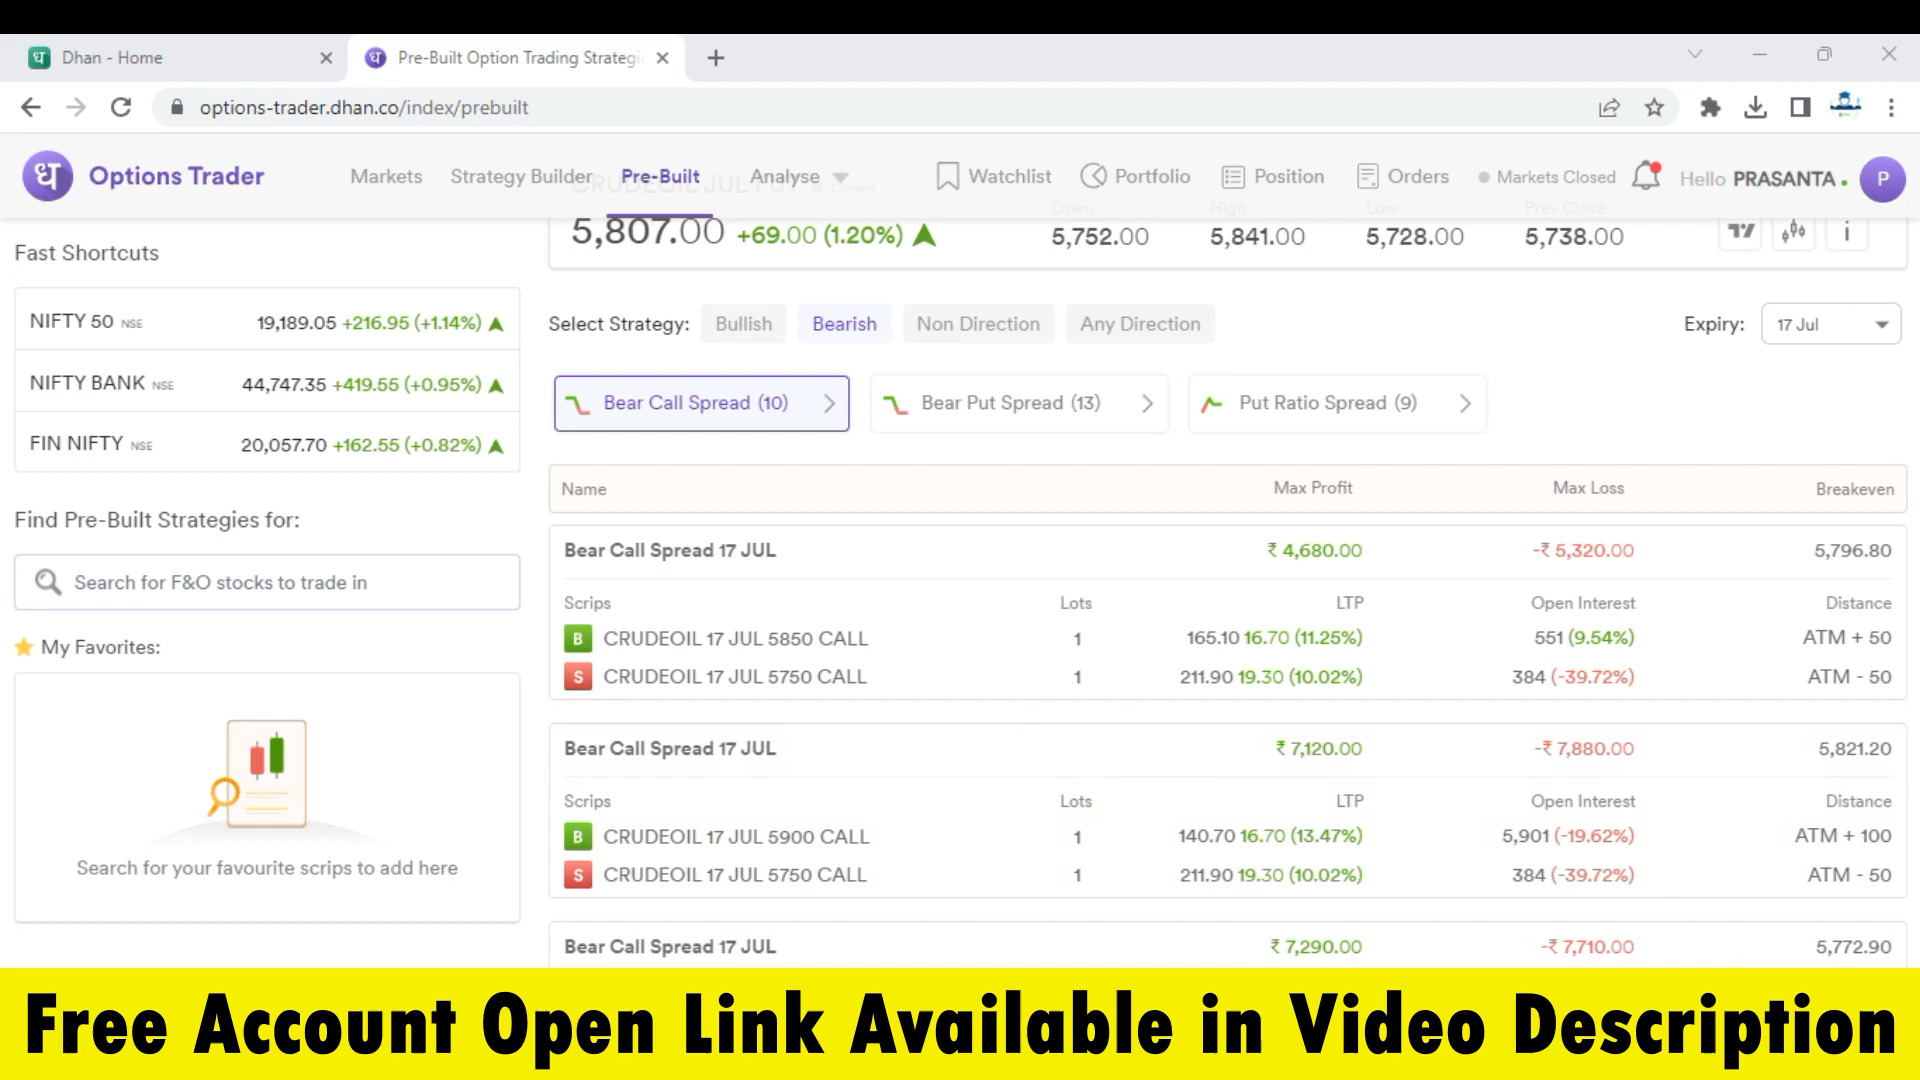 ध Dhan - Home
ध Pre-Built Option Trading Strategi
options-trader.dhan.co/index/prebuilt
ध Options Trader Markets Strategy Builder Pre-Built Analyse Watchlist Portfolio Position Orders Markets Closed Hello PRASANTA . P
CRUDEOIL JUL FUT Closed
Open High Low Prev Close
5,807.00 +69.00 (1.20%) 5,752.00 5,841.00 5,728.00 5,738.00
Fast Shortcuts
NIFTY 50 NSE 19,189.05 +216.95 (+1.14%)
NIFTY BANK NSE 44,747.35 +419.55 (+0.95%)
FIN NIFTY NSE 20,057.70 +162.55 (+0.82%)
Find Pre-Built Strategies for:
Search for F&O stocks to trade in
My Favorites:
Search for your favourite scrips to add here
Select Strategy: Bullish Bearish Non Direction Any Direction Expiry: 17 Jul
Bear Call Spread (10) Bear Put Spread (13) Put Ratio Spread (9)
Name Max Profit Max Loss Breakeven
Bear Call Spread 17 JUL ₹ 4,680.00 -₹ 5,320.00 5,796.80
Scrips Lots LTP Open Interest Distance
B CRUDEOIL 17 JUL 5850 CALL 1 165.10 16.70 (11.25%) 551 (9.54%) ATM + 50
S CRUDEOIL 17 JUL 5750 CALL 1 211.90 19.30 (10.02%) 384 (-39.72%) ATM - 50
Bear Call Spread 17 JUL ₹ 7,120.00 -₹ 7,880.00 5,821.20
Scrips Lots LTP Open Interest Distance
B CRUDEOIL 17 JUL 5900 CALL 1 140.70 16.70 (13.47%) 5,901 (-19.62%) ATM + 100
S CRUDEOIL 17 JUL 5750 CALL 1 211.90 19.30 (10.02%) 384 (-39.72%) ATM - 50
Bear Call Spread 17 JUL ₹ 7,290.00 -₹ 7,710.00 5,772.90
Free Account Open Link Available in Video Description